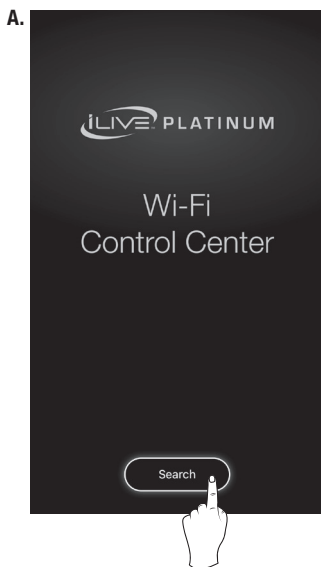 A.
iLIVE PLATINUM
Wi-Fi
Control Center
Search